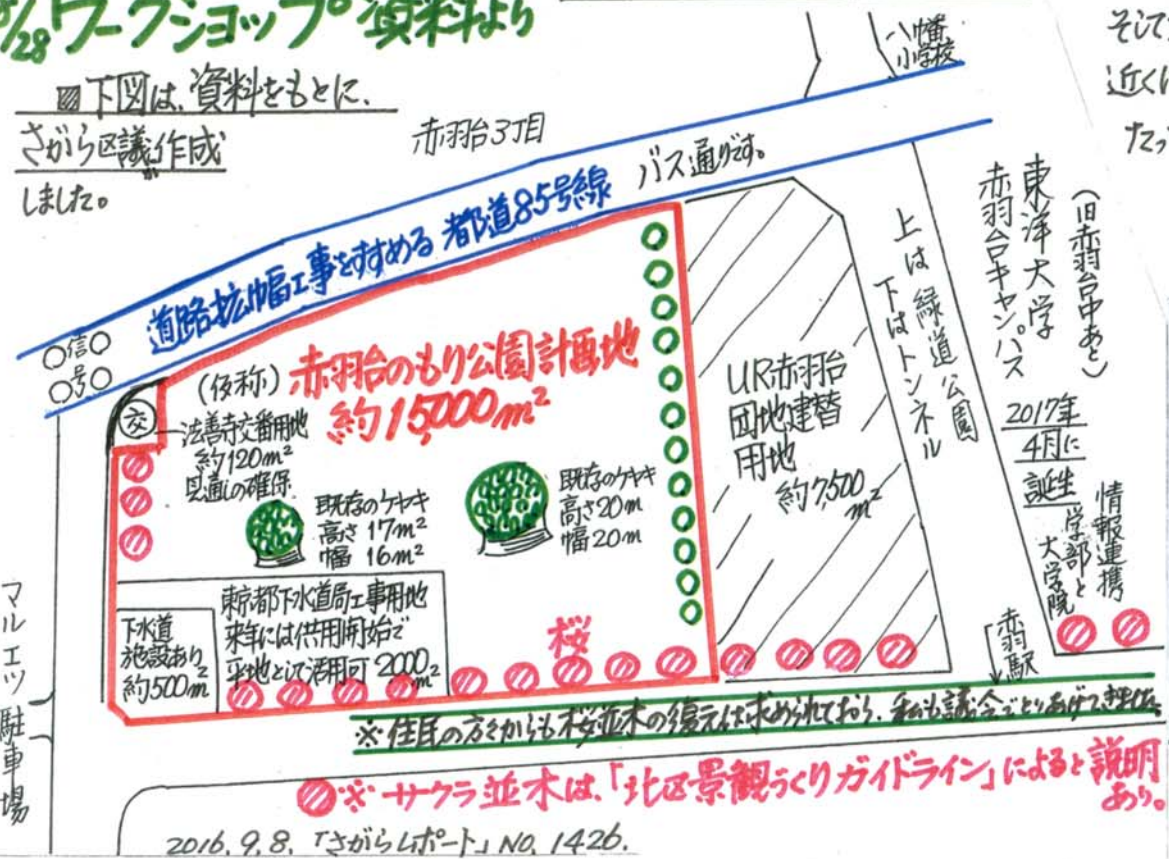 /28ワークショップ資料より
下図は、資料をもとに、
さがら区議が作成
しました。
赤羽台3丁目
八幡
小学校
そして
近くに
たっ
バス通りです。
道路拡幅工事をすすめる 都道85号線
信
号
交
(仮称) 赤羽台のもり公園計画地
約15,000m²
法善寺交番用地
約120m²
見通しの確保
既存のケヤキ
高さ17m²
幅 16m²
既存のケヤキ
高さ20m
幅20m
UR赤羽台
団地建替
用地
約7,500
m²
上は 緑道公園
下はトンネル
(旧赤羽台中あと)
東洋大学
赤羽台キャンパス
2017年
4月に
誕生
情報連携
学部と
大学院
赤羽駅
下水道
施設あり
約500m²
東京都下水道局工事用地
来年には供用開始で
平地として活用可 2000m²
桜
マルエツ駐車場
※住民の方々からも桜並木の復元は求められており、私も議会でとりあげてきました。
※サクラ並木は、「北区景観づくりガイドライン」によると説明
あり。
2016.9.8.「さがらレポート」NO.1426.